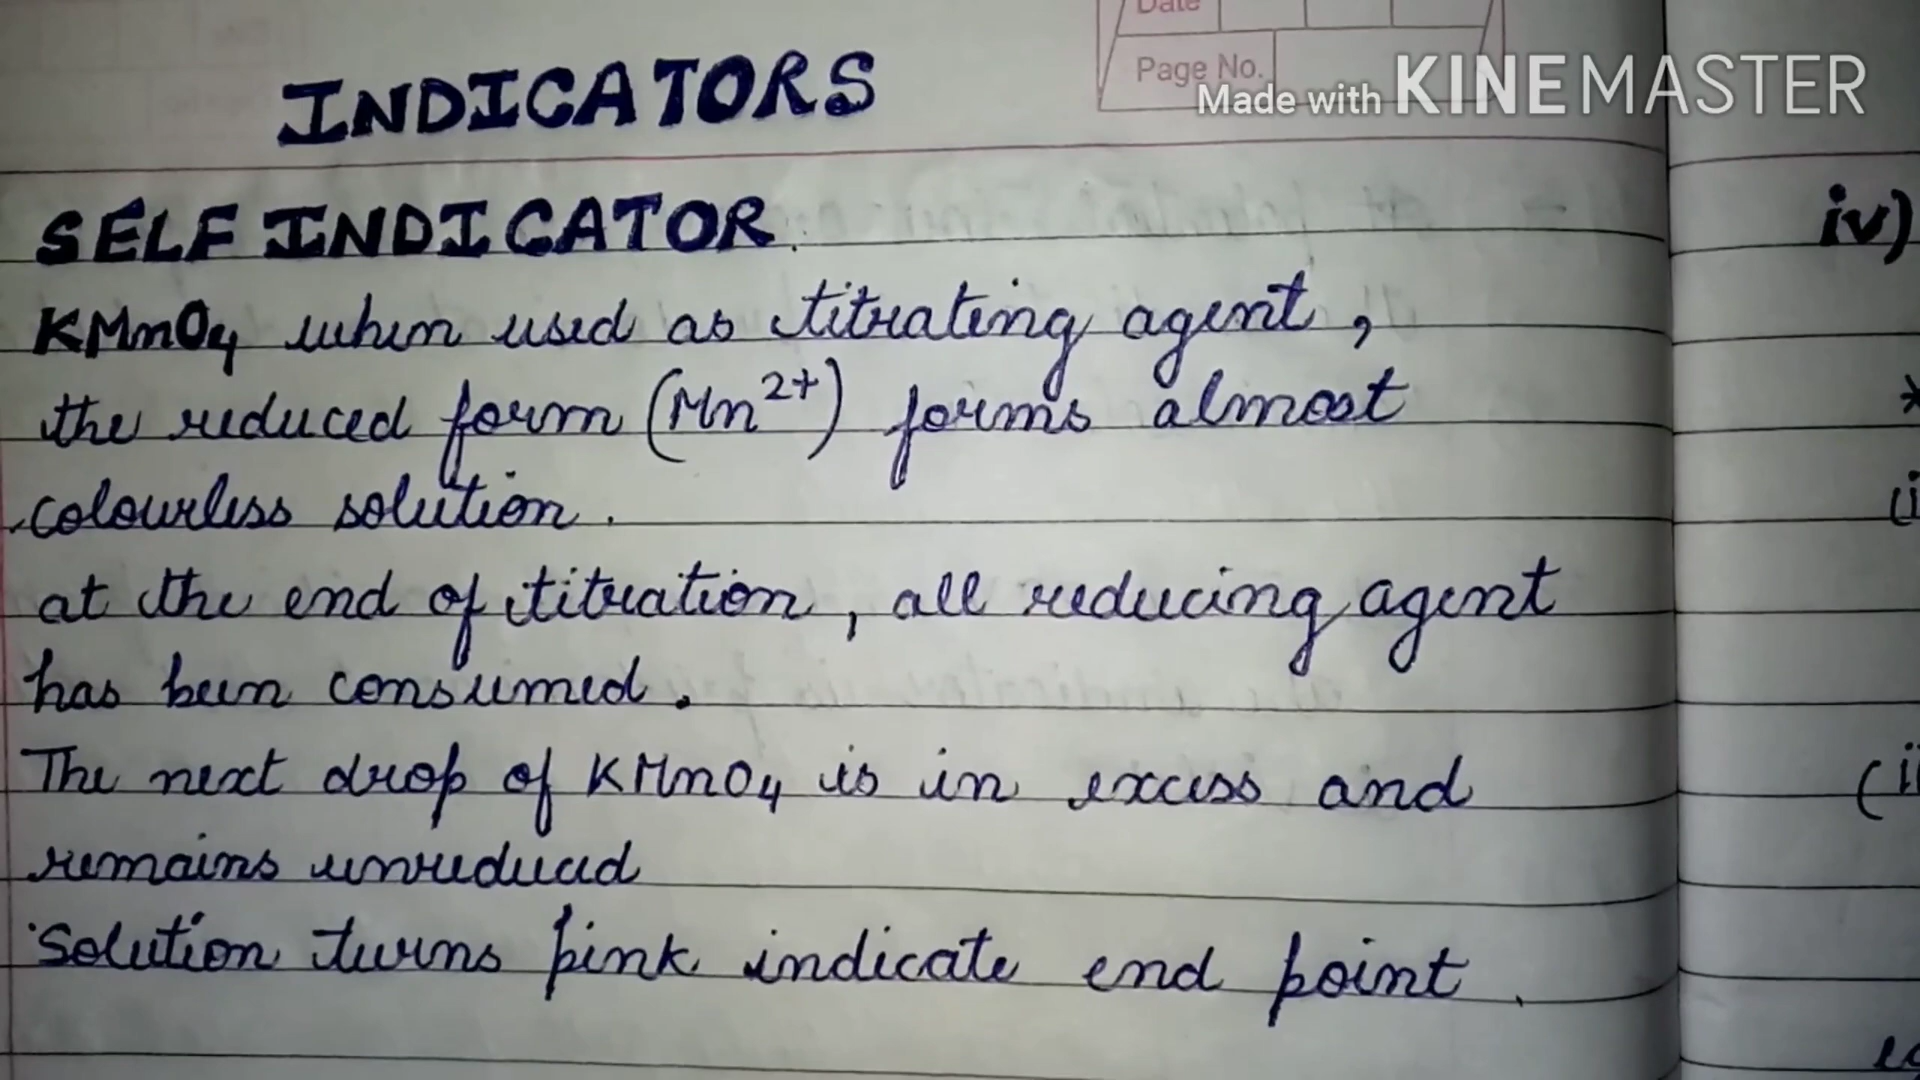 Date
Page No.
Made with KINEMASTER
INDICATORS
SELF INDICATOR
KMnO4 when used as titrating agent,
the reduced form (Mn2+) forms almost
colourless solution.
at the end of titration, all reducing agent
has been consumed.
The next drop of KMnO4 is in excess and
remains unreduced
Solution turns pink indicate end point.
iv)
(i
(ii